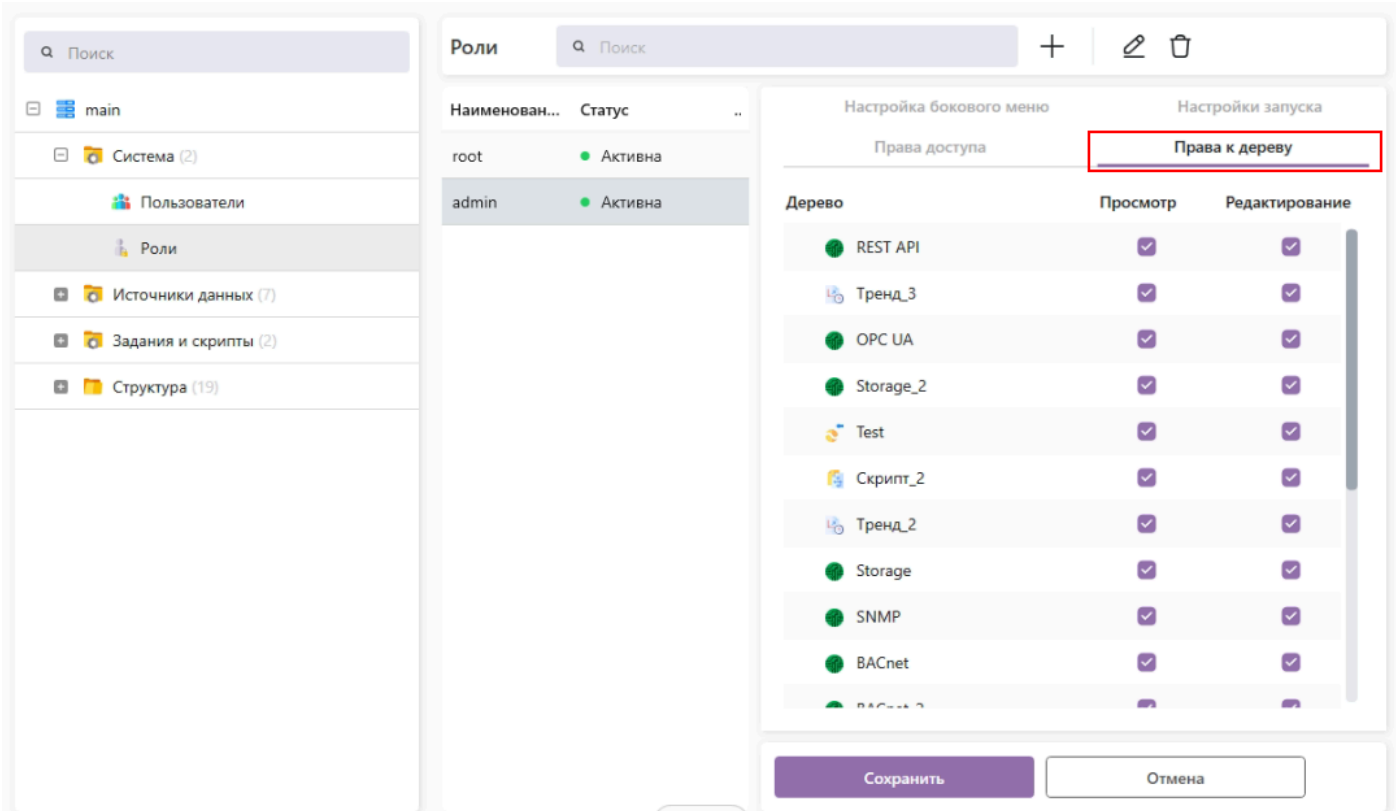 Поиск
main
Система (2)
Пользователи
Роли
Источники данных (7)
Задания и скрипты (2)
Структура (19)
Роли
Поиск
Наименован... Статус ..
root Активна
admin Активна
Настройка бокового меню Настройки запуска
Права доступа Права к дереву
Дерево Просмотр Редактирование
REST API
Тренд_3
OPC UA
Storage_2
Test
Скрипт_2
Тренд_2
Storage
SNMP
BACnet
BACnet_2
Сохранить Отмена